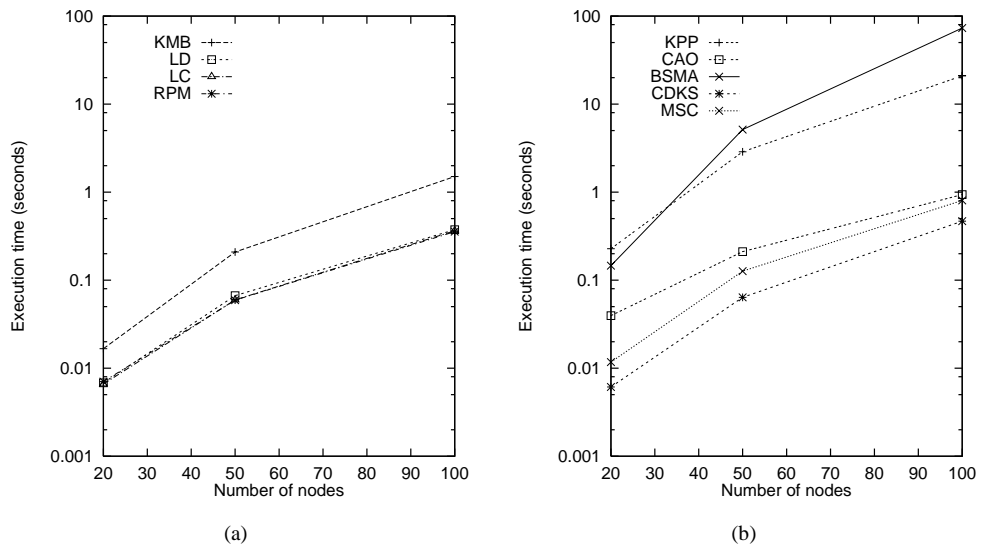 100
10
1
0.1
0.01
0.001
Execution time (seconds)
KMB
LD
LC
RPM
20 30 40 50 60 70 80 90 100
Number of nodes
(a)
100
10
1
0.1
0.01
0.001
Execution time (seconds)
KPP
CAO
BSMA
CDKS
MSC
20 30 40 50 60 70 80 90 100
Number of nodes
(b)